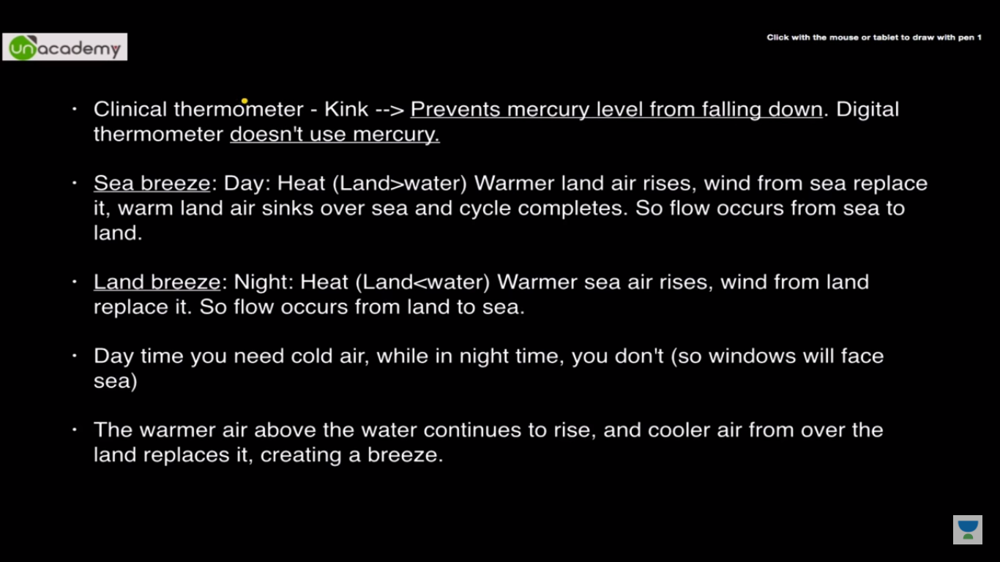 unacademy
Click with the mouse or tablet to draw with pen 1
· Clinical thermometer - Kink --> Prevents mercury level from falling down. Digital
thermometer doesn't use mercury.
· Sea breeze: Day: Heat (Land>water) Warmer land air rises, wind from sea replace
it, warm land air sinks over sea and cycle completes. So flow occurs from sea to
land.
· Land breeze: Night: Heat (Land<water) Warmer sea air rises, wind from land
replace it. So flow occurs from land to sea.
· Day time you need cold air, while in night time, you don't (so windows will face
sea)
· The warmer air above the water continues to rise, and cooler air from over the
land replaces it, creating a breeze.